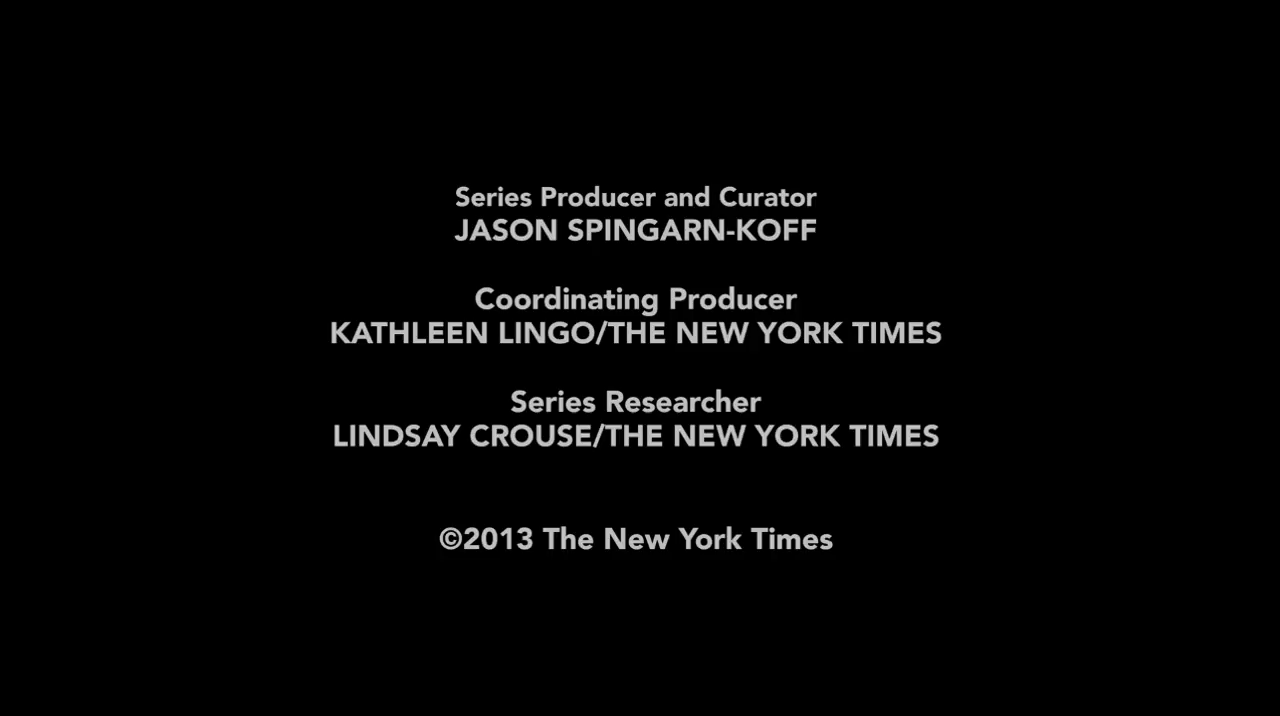 Series Producer and Curator
JASON SPINGARN-KOFF
Coordinating Producer
KATHLEEN LINGO/THE NEW YORK TIMES
Series Researcher
LINDSAY CROUSE/THE NEW YORK TIMES
©2013 The New York Times